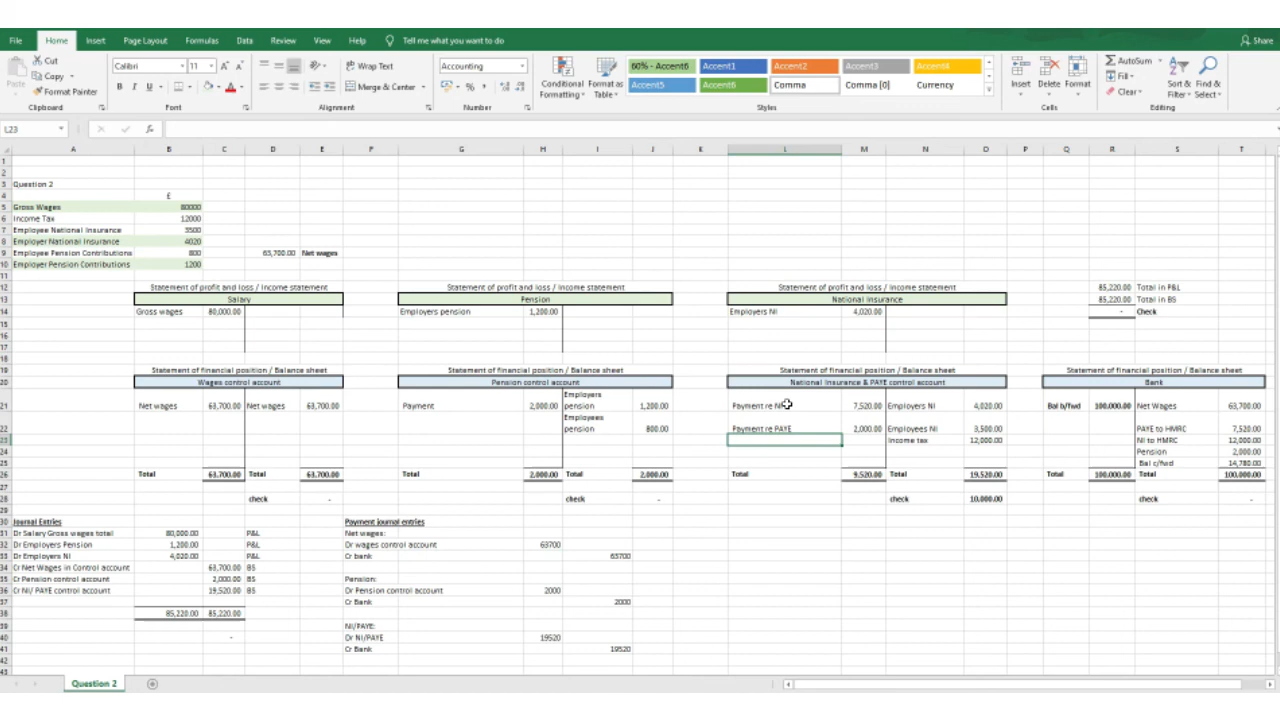 File Home Insert Page Layout Formulas Data Review View Help Tell me what you want to do Share
Cut
Copy
Format Painter
Paste
Calibri 11
B I U
Wrap Text
Merge & Center
Accounting
Conditional Formatting
Format as Table
60% - Accent6 Accent1 Accent2 Accent3 Accent4
Accent5 Accent6 Comma Comma [0] Currency
Insert Delete Format
AutoSum
Fill
Clear
Sort & Filter
Find & Select
Clipboard Font Alignment Number Styles Cells Editing
L23
A B C D E F G H I J K L M N O P Q R S T
Question 2
£
Gross Wages 80000
Income Tax 12000
Employee National Insurance 3500
Employer National Insurance 4020
Employee Pension Contributions 800 63,700.00 Net wages
Employer Pension Contributions 1200
Statement of profit and loss / Income statement Statement of profit and loss / Income statement Statement of profit and loss / Income statement 85,220.00 Total in P&L
Salary Pension National Insurance 85,220.00 Total in BS
Gross wages 80,000.00 Employers pension 1,200.00 Employers NI 4,020.00 - Check
Statement of financial position / Balance sheet Statement of financial position / Balance sheet Statement of financial position / Balance sheet Statement of financial position / Balance sheet
Wages control account Pension control account National Insurance & PAYE control account Bank
Net wages 63,700.00 Net wages 63,700.00 Payment 2,000.00 Employers pension 1,200.00 Payment re NI 7,520.00 Employers NI 4,020.00 Bal b/fwd 100,000.00 Net Wages 63,700.00
Employees pension 800.00 Payment re PAYE 2,000.00 Employees NI 3,500.00 PAYE to HMRC 7,520.00
Income tax 12,000.00 NI to HMRC 12,000.00
Pension 2,000.00
Bal c/fwd 14,780.00
Total 63,700.00 Total 63,700.00 Total 2,000.00 Total 2,000.00 Total 9,520.00 Total 19,520.00 Total 100,000.00 Total 100,000.00
check - check - check 10,000.00 check -
Journal Entries Payment journal entries
Dr Salary Gross wages total 80,000.00 P&L Net wages:
Dr Employers Pension 1,200.00 P&L Dr wages control account 63700
Dr Employers NI 4,020.00 P&L Cr bank 63700
Cr Net Wages in Control account 63,700.00 BS
Cr Pension control account 2,000.00 BS Pension:
Cr NI/ PAYE control account 19,520.00 BS Dr Pension control account 2000
Cr Bank 2000
85,220.00 85,220.00
NI/PAYE:
- Dr NI/PAYE 19520
Cr Bank 19520
Question 2